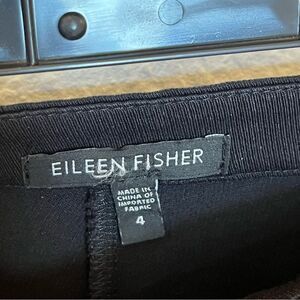 EILEEN FISHER
MADE IN
CHINA OF
IMPORTED
FABRIC
4